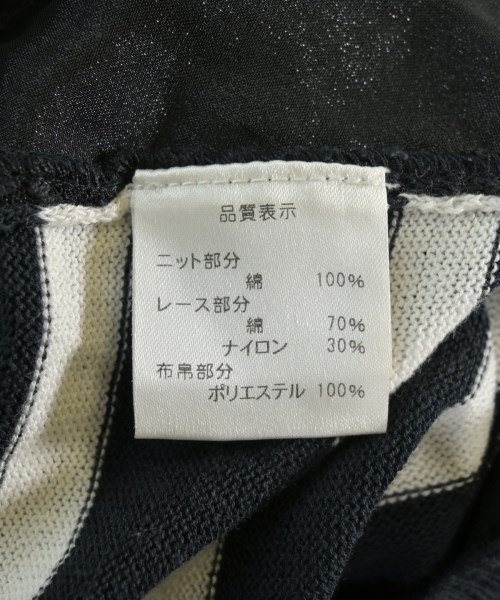 品質表示
ニット部分
綿 100%
レース部分
綿 70%
ナイロン 30%
布帛部分
ポリエステル 100%